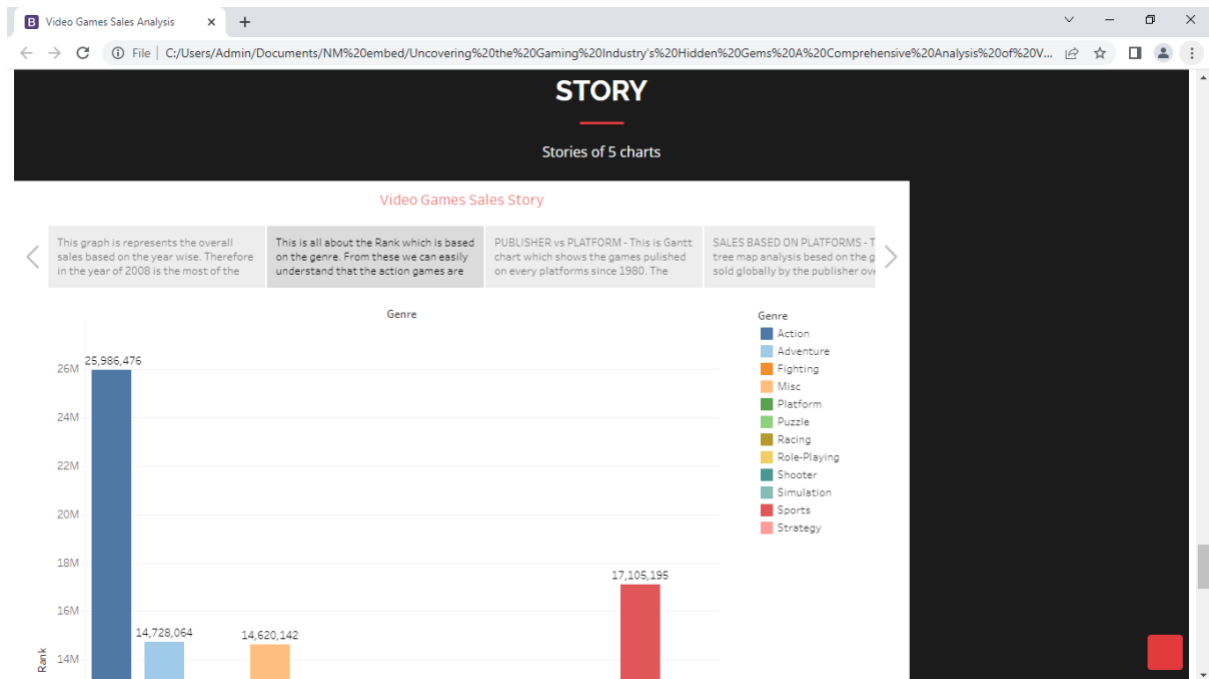 Video Games Sales Analysis
File | C:/Users/Admin/Documents/NM%20embed/Uncovering%20the%20Gaming%20Industry's%20Hidden%20Gems%20A%20Comprehensive%20Analysis%20of%20V...
STORY
Stories of 5 charts
Video Games Sales Story
This graph is represents the overall
sales based on the year wise. Therefore
in the year of 2008 is the most of the
This is all about the Rank which is based
on the genre. From these we can easily
understand that the action games are
PUBLISHER vs PLATFORM - This is Gantt
chart which shows the games pulished
on every platforms since 1980. The
SALES BASED ON PLATFORMS - T
tree map analysis besed on the g
sold globally by the publisher ove
Genre
Genre
Action
Adventure
Fighting
Misc
Platform
Puzzle
Racing
Role-Playing
Shooter
Simulation
Sports
Strategy
25,986,476
26M
24M
22M
20M
18M
17,105,195
16M
14,728,064
14,620,142
14M
Rank